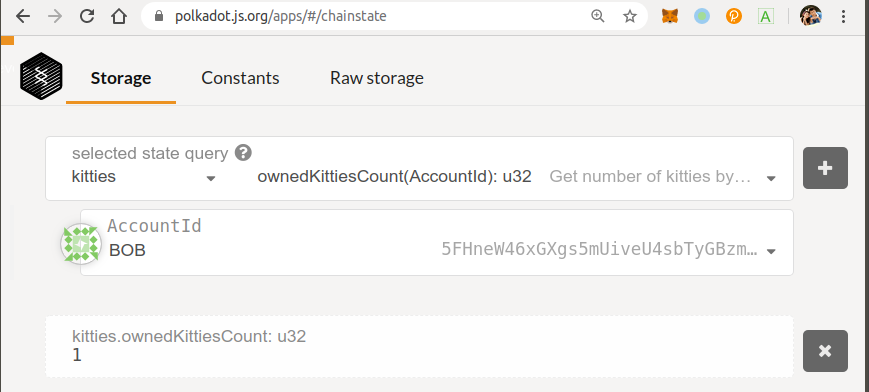 polkadot.js.org/apps/#/chainstate
Storage Constants Raw storage
selected state query ?
kitties ownedKittiesCount(AccountId): u32 Get number of kitties by…
AccountId
BOB 5FHneW46xGXgs5mUiveU4sbTyGBzm…
kitties.ownedKittiesCount: u32
1